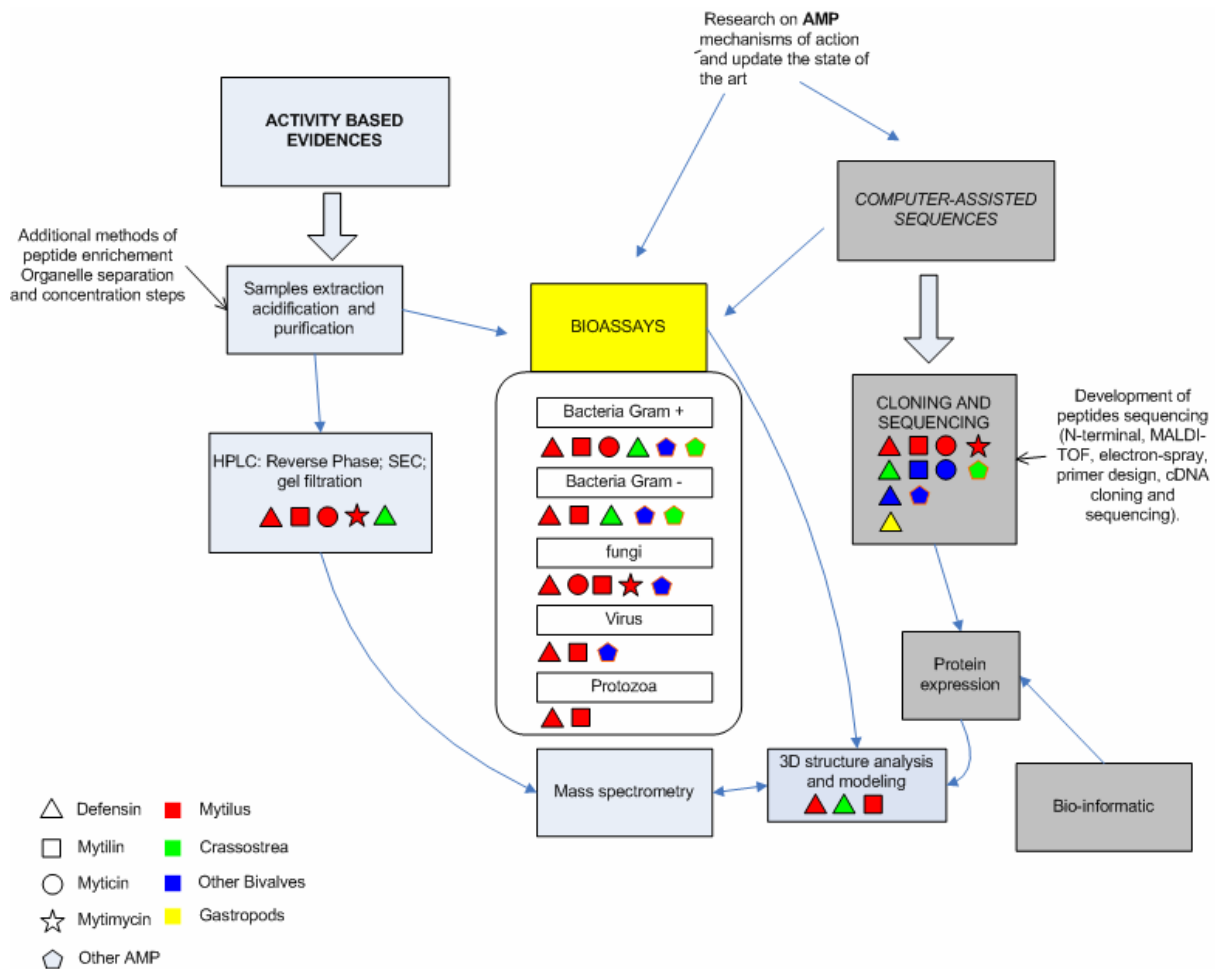 Research on AMP
mechanisms of action
and update the state of
the art
ACTIVITY BASED
EVIDENCES
COMPUTER-ASSISTED
SEQUENCES
Additional methods of
peptide enrichement
Organelle separation
and concentration steps
Samples extraction
acidification and
purification
BIOASSAYS
Bacteria Gram +
Bacteria Gram -
fungi
Virus
Protozoa
CLONING AND
SEQUENCING
Development of
peptides sequencing
(N-terminal, MALDI-
TOF, electron-spray,
primer design, cDNA
cloning and
sequencing).
HPLC: Reverse Phase; SEC;
gel filtration
Protein
expression
Mass spectrometry
3D structure analysis
and modeling
Bio-informatic
Defensin
Mytilin
Myticin
Mytimycin
Other AMP
Mytilus
Crassostrea
Other Bivalves
Gastropods